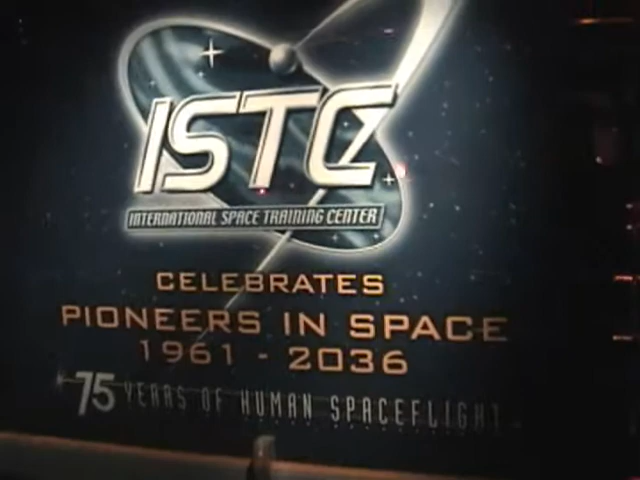 ISTC
INTERNATIONAL SPACE TRAINING CENTER
CELEBRATES
PIONEERS IN SPACE
1961 - 2036
75 YEARS OF HUMAN SPACEFLIGHT